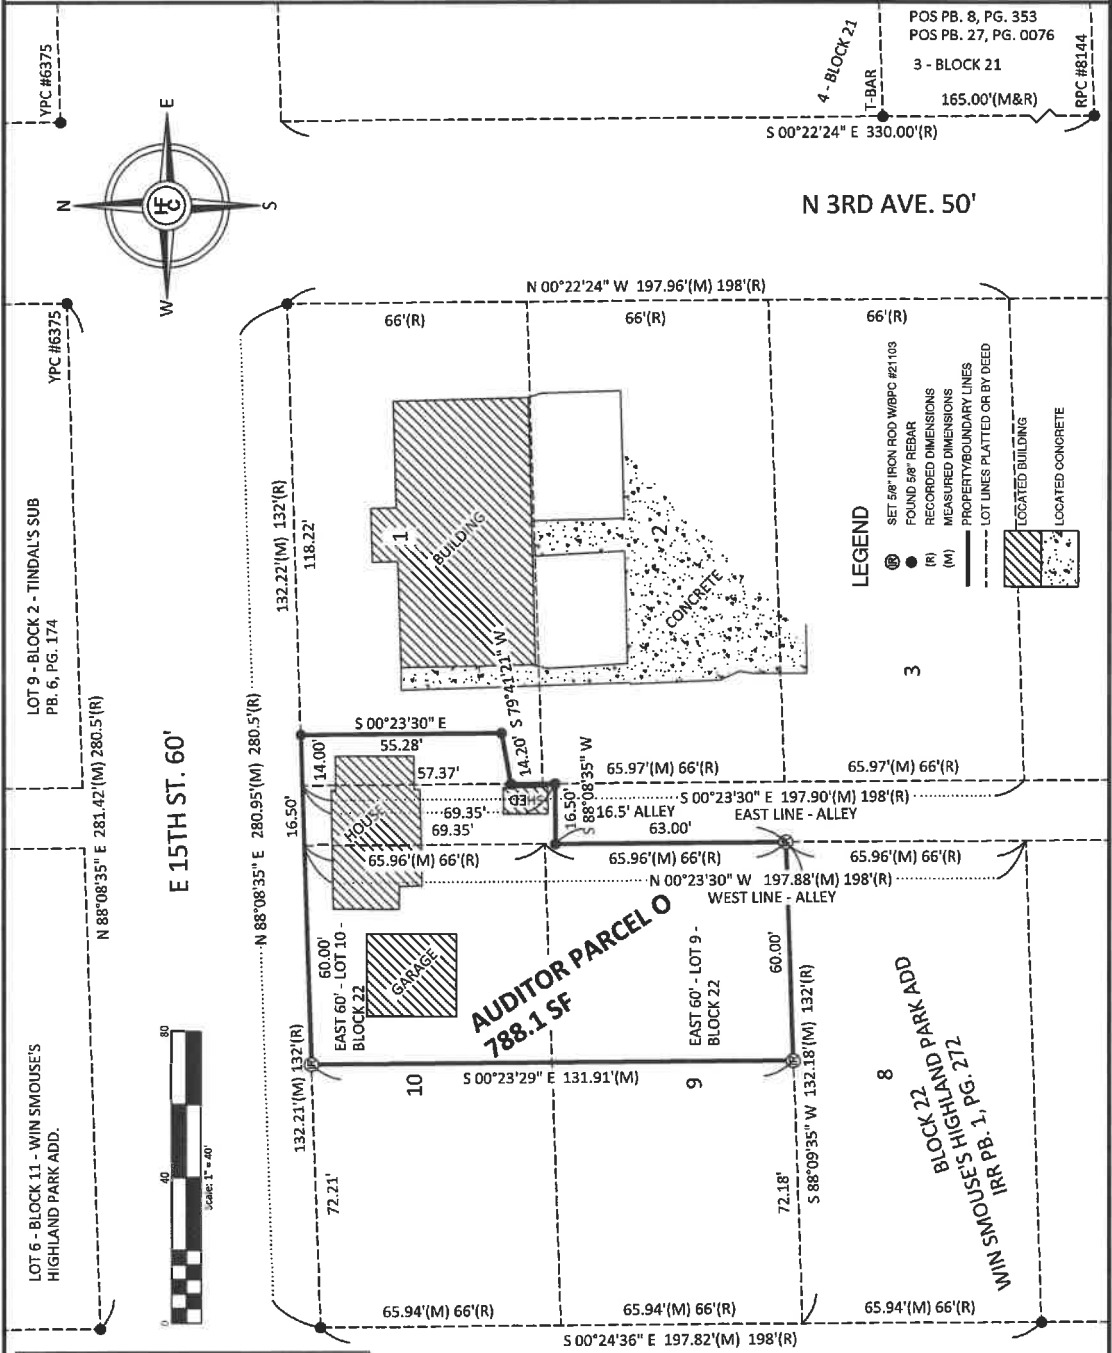 POS PB. 8, PG. 353
POS PB. 27, PG. 0076
3 - BLOCK 21
165.00'(M&R)
4 - BLOCK 21
T-BAR
RPC #8144
S 00°22'24" E 330.00'(R)
YPC #6375
N
E
S
W
HFC
N 3RD AVE. 50'
YPC #6375
N 00°22'24" W 197.96'(M) 198'(R)
66'(R)
66'(R)
66'(R)
LOT 9 - BLOCK 2 - TINDAL'S SUB
PB. 6, PG. 174
N 88°08'35" E 281.42'(M) 280.5'(R)
E 15TH ST. 60'
N 88°08'35" E 280.95'(M) 280.5'(R)
132.22'(M) 132'(R)
118.22'
1
BUILDING
2
CONCRETE
3
LEGEND
IR
SET 5/8" IRON ROD W/BPC #21103
FOUND 5/8" REBAR
(R)
RECORDED DIMENSIONS
(M)
MEASURED DIMENSIONS
PROPERTY/BOUNDARY LINES
LOT LINES PLATTED OR BY DEED
LOCATED BUILDING
LOCATED CONCRETE
S 00°23'30" E
55.28'
S 79°41'21" W
14.20'
14.00'
57.37'
16.50'
HOUSE
SHED
69.35'
69.35'
16.50'
S 88°08'35" W
16.5' ALLEY
63.00'
65.97'(M) 66'(R)
65.97'(M) 66'(R)
S 00°23'30" E 197.90'(M) 198'(R)
EAST LINE - ALLEY
65.96'(M) 66'(R)
65.96'(M) 66'(R)
65.96'(M) 66'(R)
N 00°23'30" W 197.88'(M) 198'(R)
WEST LINE - ALLEY
60.00'
EAST 60' - LOT 10 -
BLOCK 22
GARAGE
AUDITOR PARCEL O
788.1 SF
EAST 60' - LOT 9 -
BLOCK 22
60.00'
132.21'(M) 132'(R)
IR
IR
IR
10
S 00°23'29" E 131.91'(M)
9
S 88°09'35" W 132.18'(M) 132'(R)
8
BLOCK 22
WIN SMOUSE'S HIGHLAND PARK ADD
IRR PB. 1, PG. 272
72.21'
72.18'
LOT 6 - BLOCK 11 - WIN SMOUSE'S
HIGHLAND PARK ADD.
0
40
80
Scale: 1" = 40'
65.94'(M) 66'(R)
65.94'(M) 66'(R)
65.94'(M) 66'(R)
S 00°24'36" E 197.82'(M) 198'(R)